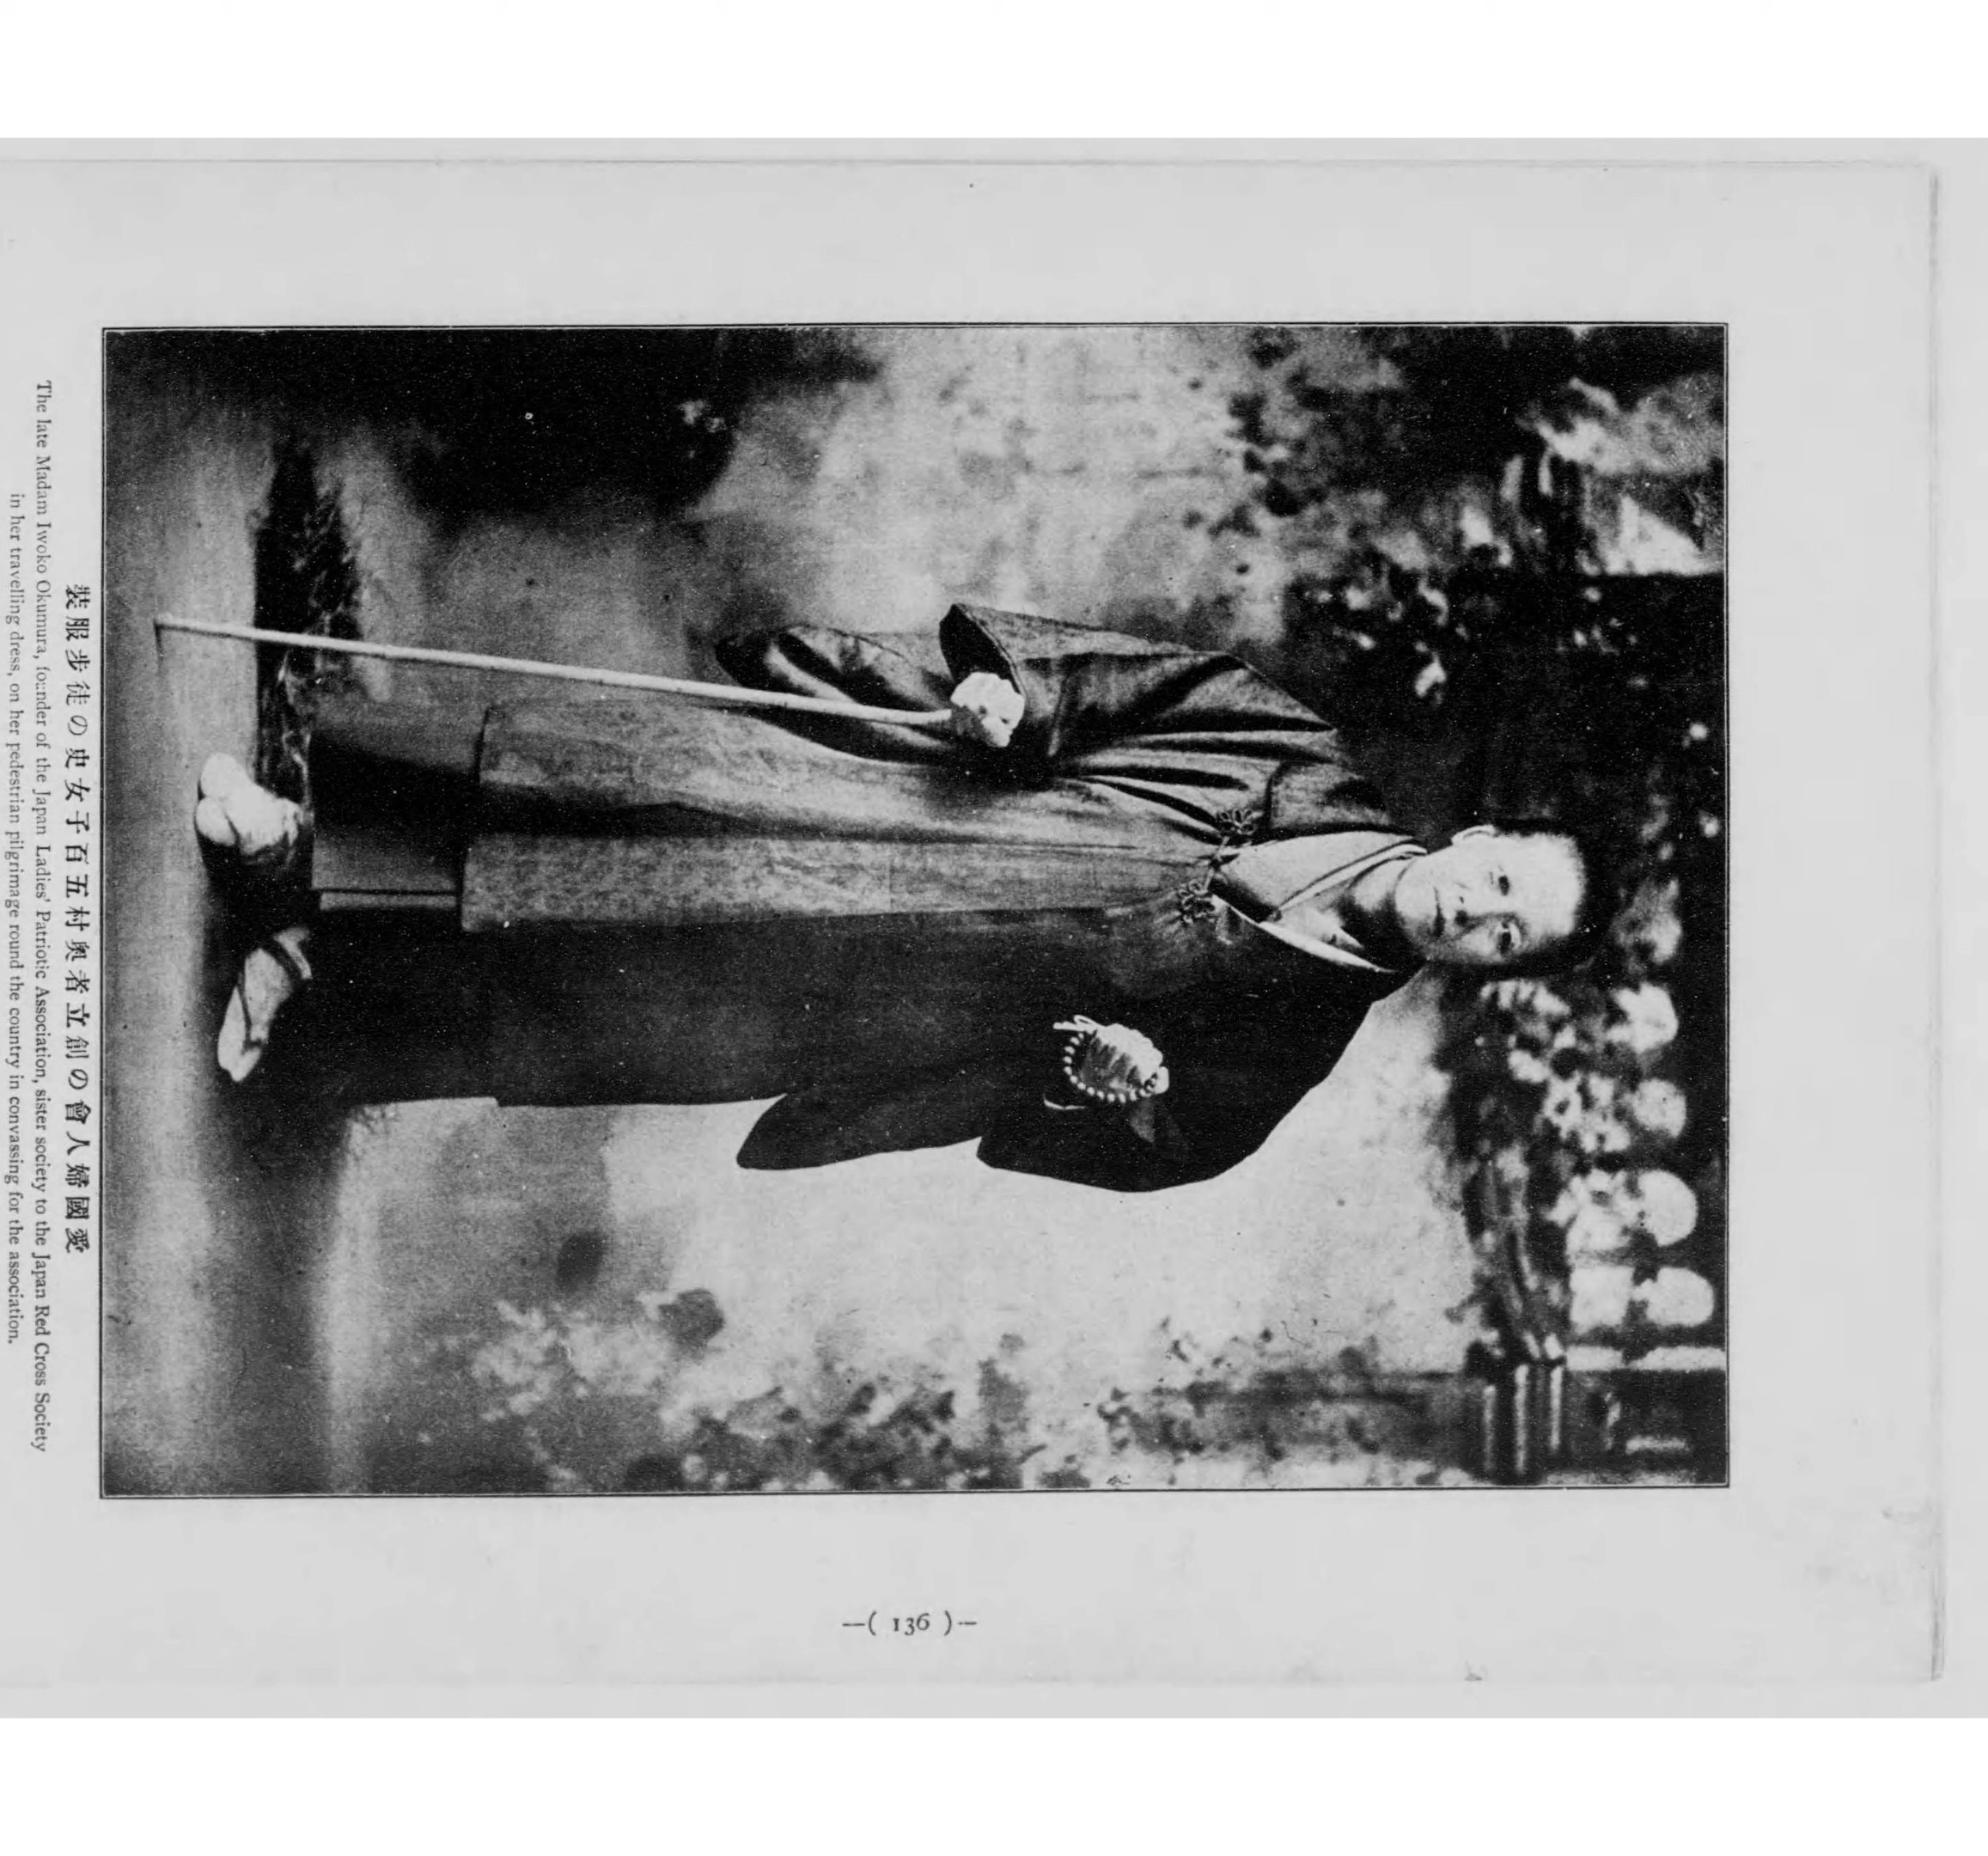 愛國婦人會の創立者奥村五百子女史の徒步服裝
The late Madam Iwoko Okumura, founder of the Japan Ladies' Patriotic Association, sister society to the Japan Red Cross Society
in her travelling dress, on her pedestrian pilgrimage round the country in convassing for the association.
—( 136 )—